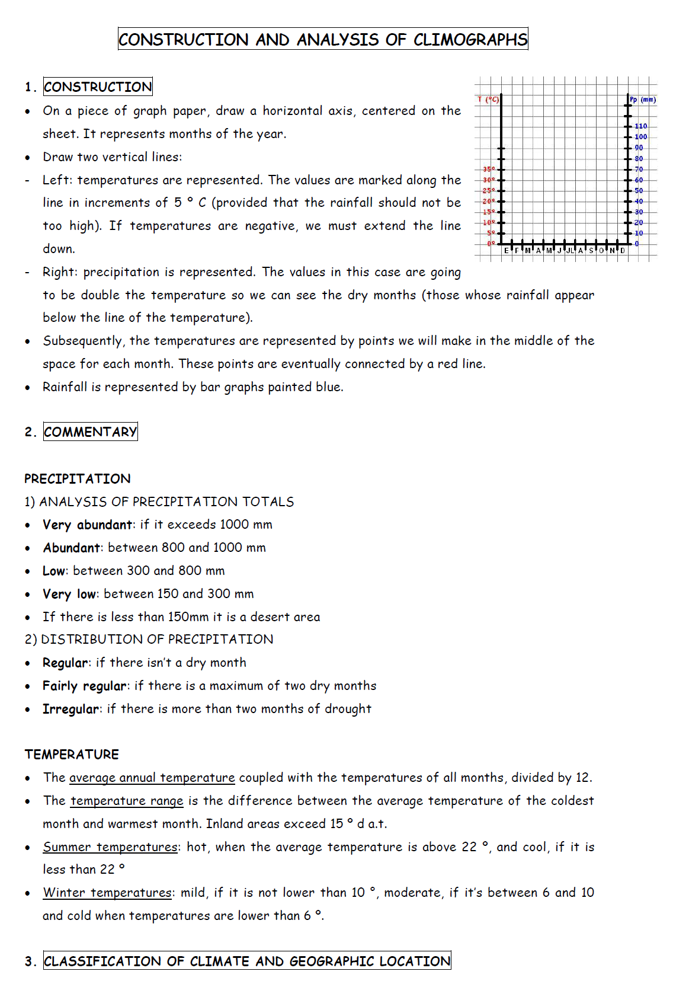 CONSTRUCTION AND ANALYSIS OF CLIMOGRAPHS
1. CONSTRUCTION
• On a piece of graph paper, draw a horizontal axis, centered on the
sheet. It represents months of the year.
• Draw two vertical lines:
- Left: temperatures are represented. The values are marked along the
line in increments of 5 º C (provided that the rainfall should not be
too high). If temperatures are negative, we must extend the line
down.
- Right: precipitation is represented. The values in this case are going
to be double the temperature so we can see the dry months (those whose rainfall appear
below the line of the temperature).
T (ºC) Pp (mm)
110
100
90
80
35º 70
30º 60
25º 50
20º 40
15º 30
10º 20
5º 10
0º 0
E F M A M J JL A S O N D
• Subsequently, the temperatures are represented by points we will make in the middle of the
space for each month. These points are eventually connected by a red line.
• Rainfall is represented by bar graphs painted blue.
2. COMMENTARY
PRECIPITATION
1) ANALYSIS OF PRECIPITATION TOTALS
• Very abundant: if it exceeds 1000 mm
• Abundant: between 800 and 1000 mm
• Low: between 300 and 800 mm
• Very low: between 150 and 300 mm
• If there is less than 150mm it is a desert area
2) DISTRIBUTION OF PRECIPITATION
• Regular: if there isn't a dry month
• Fairly regular: if there is a maximum of two dry months
• Irregular: if there is more than two months of drought
TEMPERATURE
• The average annual temperature coupled with the temperatures of all months, divided by 12.
• The temperature range is the difference between the average temperature of the coldest
month and warmest month. Inland areas exceed 15 º d a.t.
• Summer temperatures: hot, when the average temperature is above 22 º, and cool, if it is
less than 22 º
• Winter temperatures: mild, if it is not lower than 10 °, moderate, if it's between 6 and 10
and cold when temperatures are lower than 6 º.
3. CLASSIFICATION OF CLIMATE AND GEOGRAPHIC LOCATION